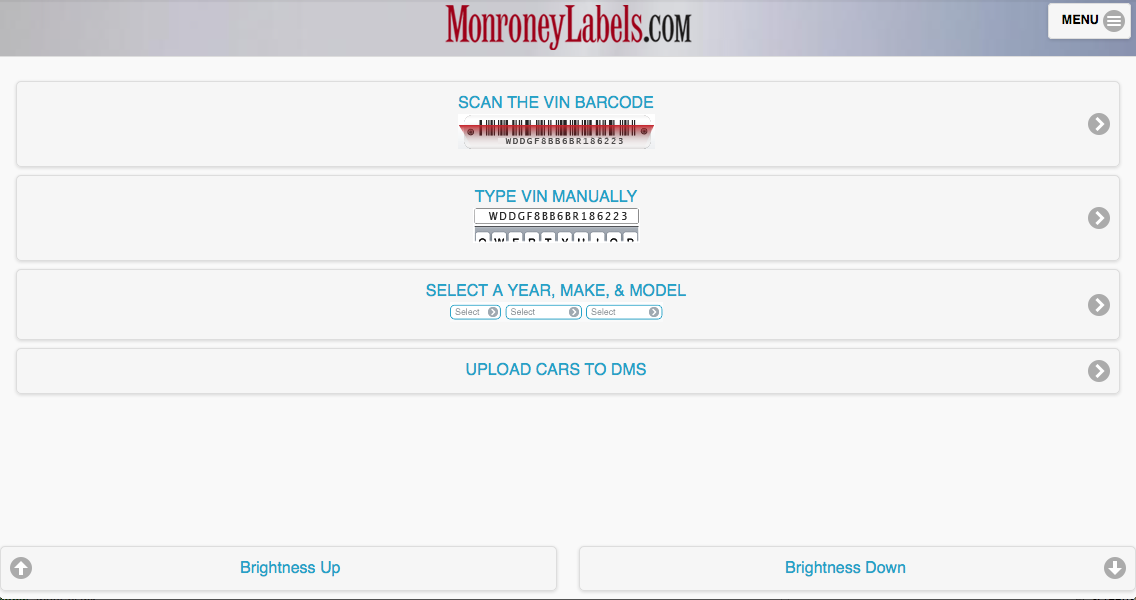 MonroneyLabels.com
MENU
SCAN THE VIN BARCODE
WDDGF8BB6BR186223
TYPE VIN MANUALLY
WDDGF8BB6BR186223
Q W E R T Y U I O P
SELECT A YEAR, MAKE, & MODEL
Select Select Select
UPLOAD CARS TO DMS
Brightness Up Brightness Down